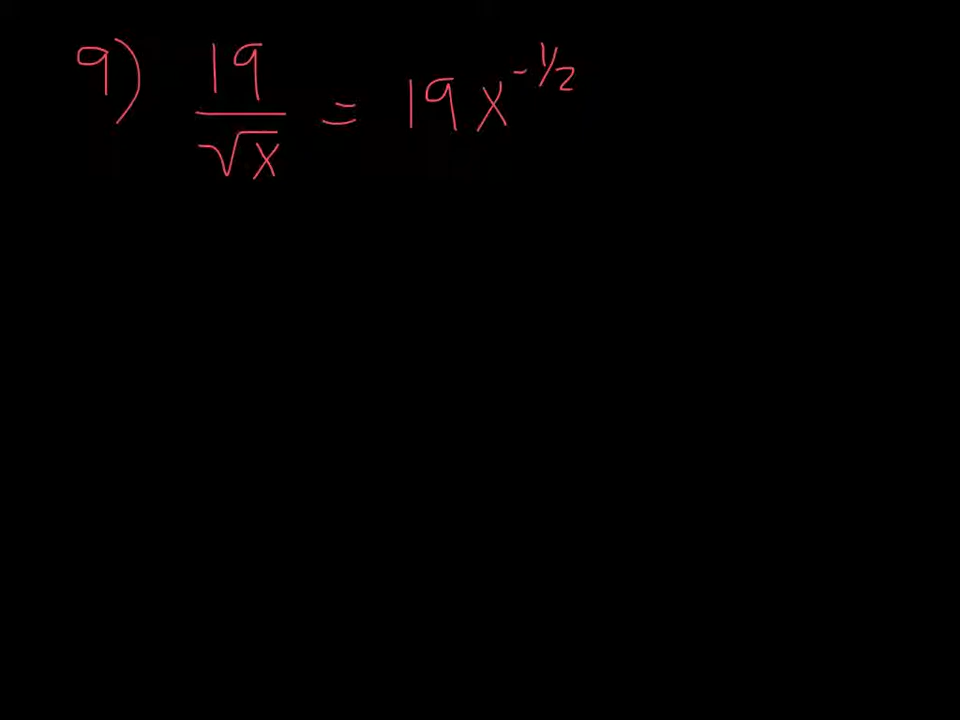 9) 19/√x = 19x^-1/2